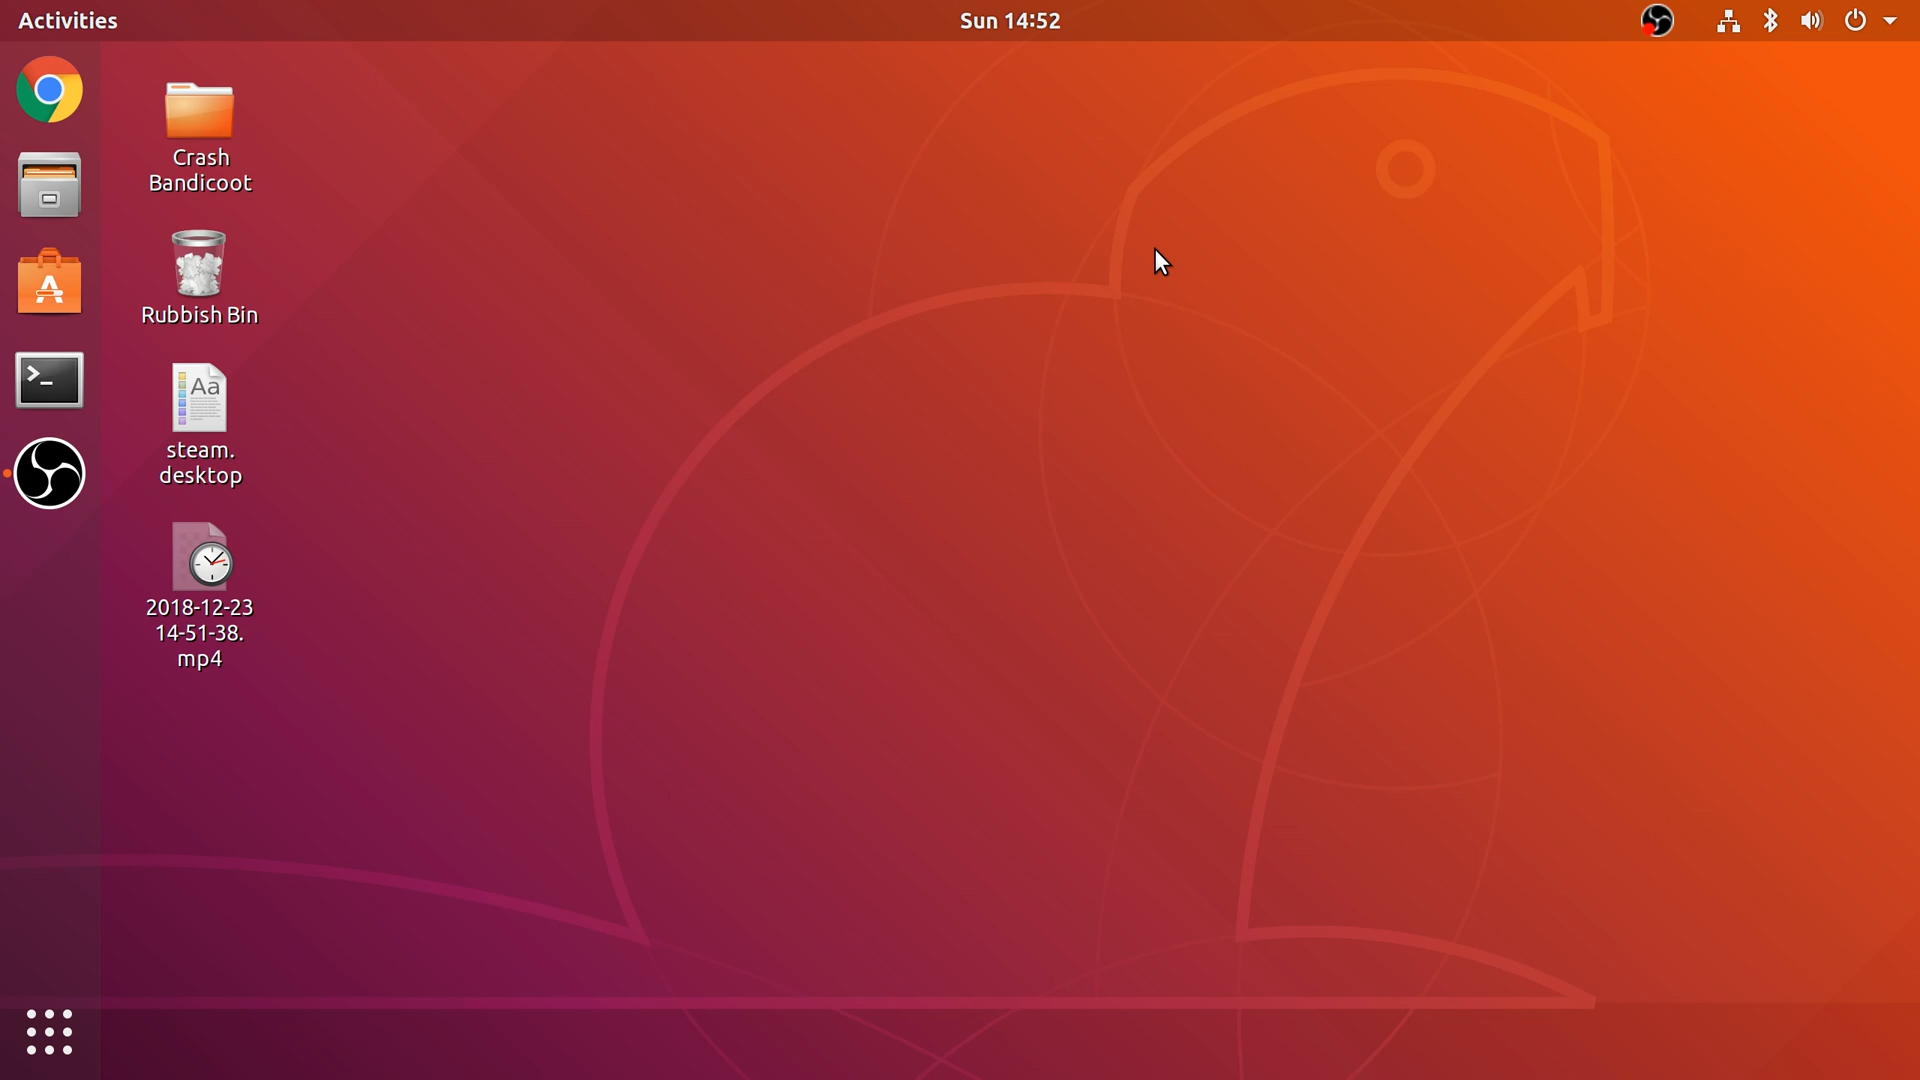 Activities
Sun 14:52
Crash
Bandicoot
Rubbish Bin
Aa
steam.
desktop
2018-12-23
14-51-38.
mp4